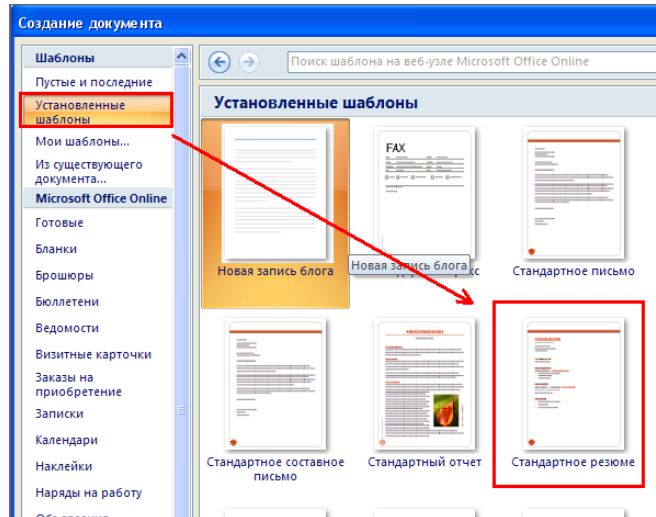 Создание документа
Шаблоны
Пустые и последние
Установленные
шаблоны
Мои шаблоны...
Из существующего
документа...
Microsoft Office Online
Готовые
Бланки
Брошюры
Бюллетени
Ведомости
Визитные карточки
Заказы на
приобретение
Записки
Календари
Наклейки
Наряды на работу
Поиск шаблона на веб-узле Microsoft Office Online
Установленные шаблоны
FAX
Новая запись блога
Новая запись блога
Стандартное письмо
Стандартное составное
письмо
Стандартный отчет
Стандартное резюме